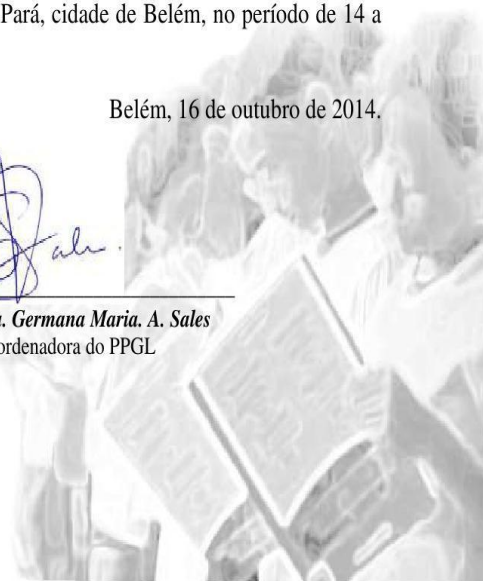 Pará, cidade de Belém, no período de 14 a
Belém, 16 de outubro de 2014.
Sales
a. Germana Maria. A. Sales
ordenadora do PPGL